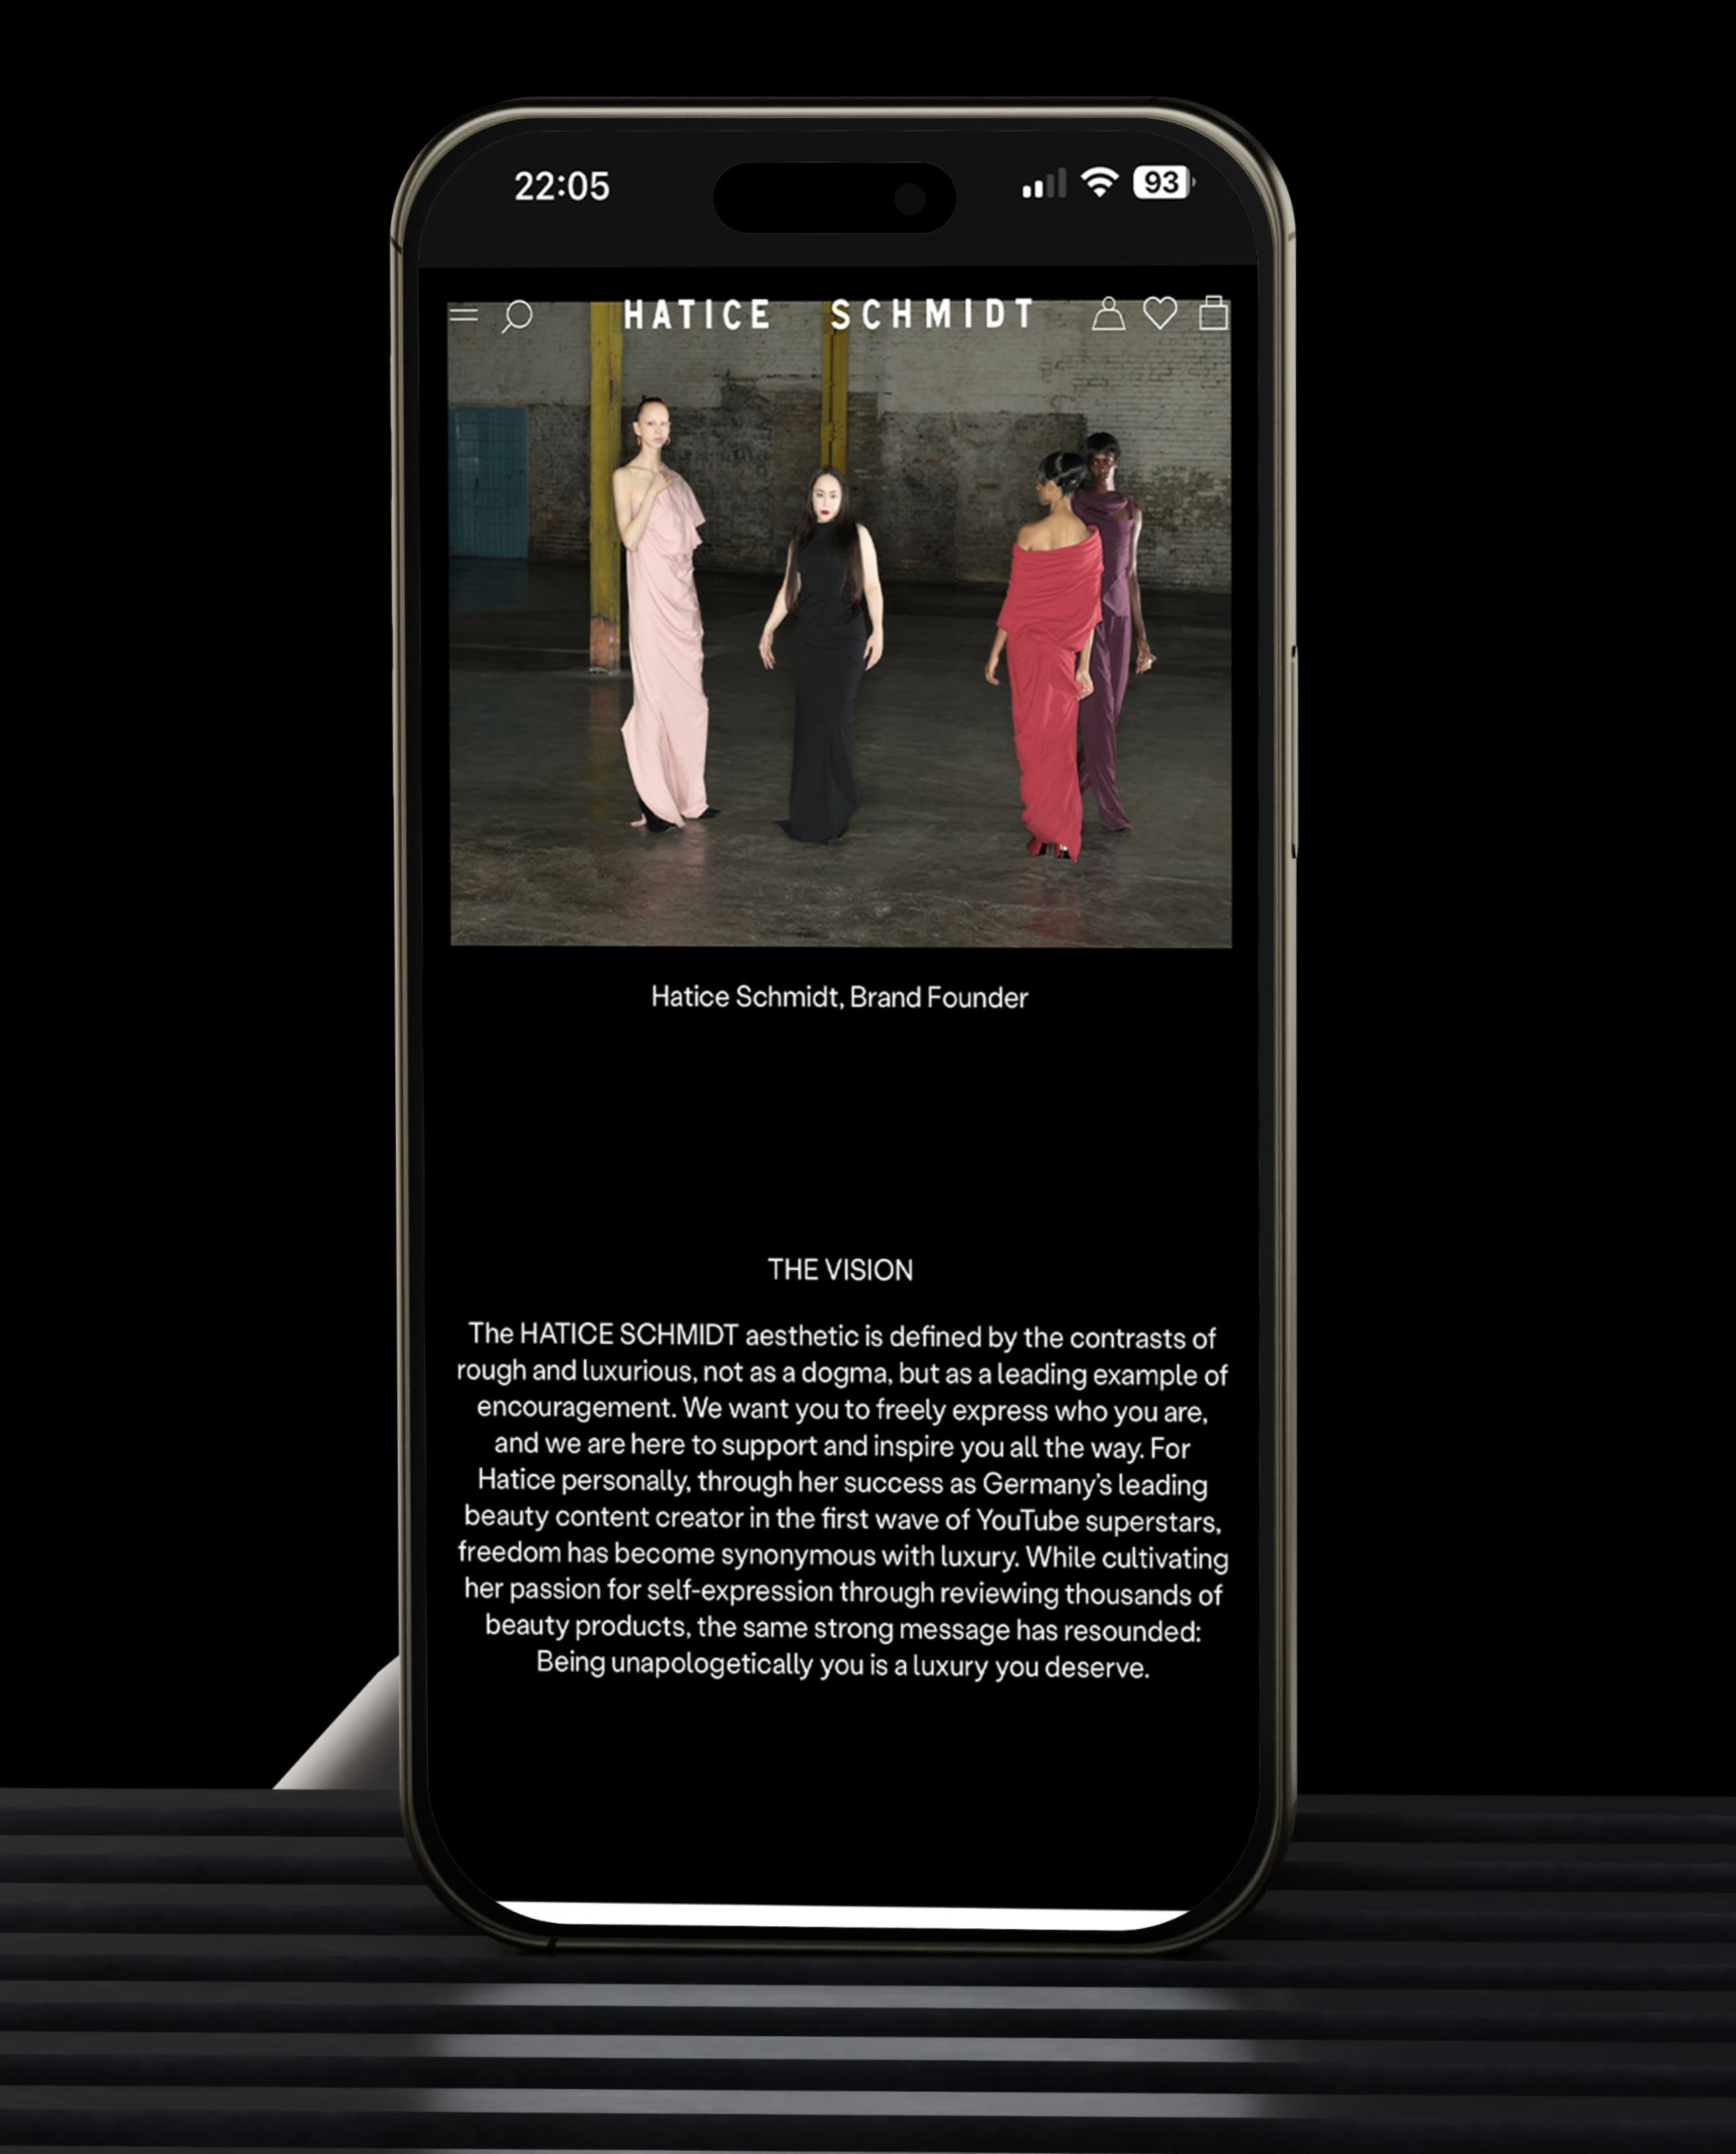 22:05
93
HATICE SCHMIDT
Hatice Schmidt, Brand Founder
THE VISION
The HATICE SCHMIDT aesthetic is defined by the contrasts of
rough and luxurious, not as a dogma, but as a leading example of
encouragement. We want you to freely express who you are,
and we are here to support and inspire you all the way. For
Hatice personally, through her success as Germany’s leading
beauty content creator in the first wave of YouTube superstars,
freedom has become synonymous with luxury. While cultivating
her passion for self-expression through reviewing thousands of
beauty products, the same strong message has resounded:
Being unapologetically you is a luxury you deserve.